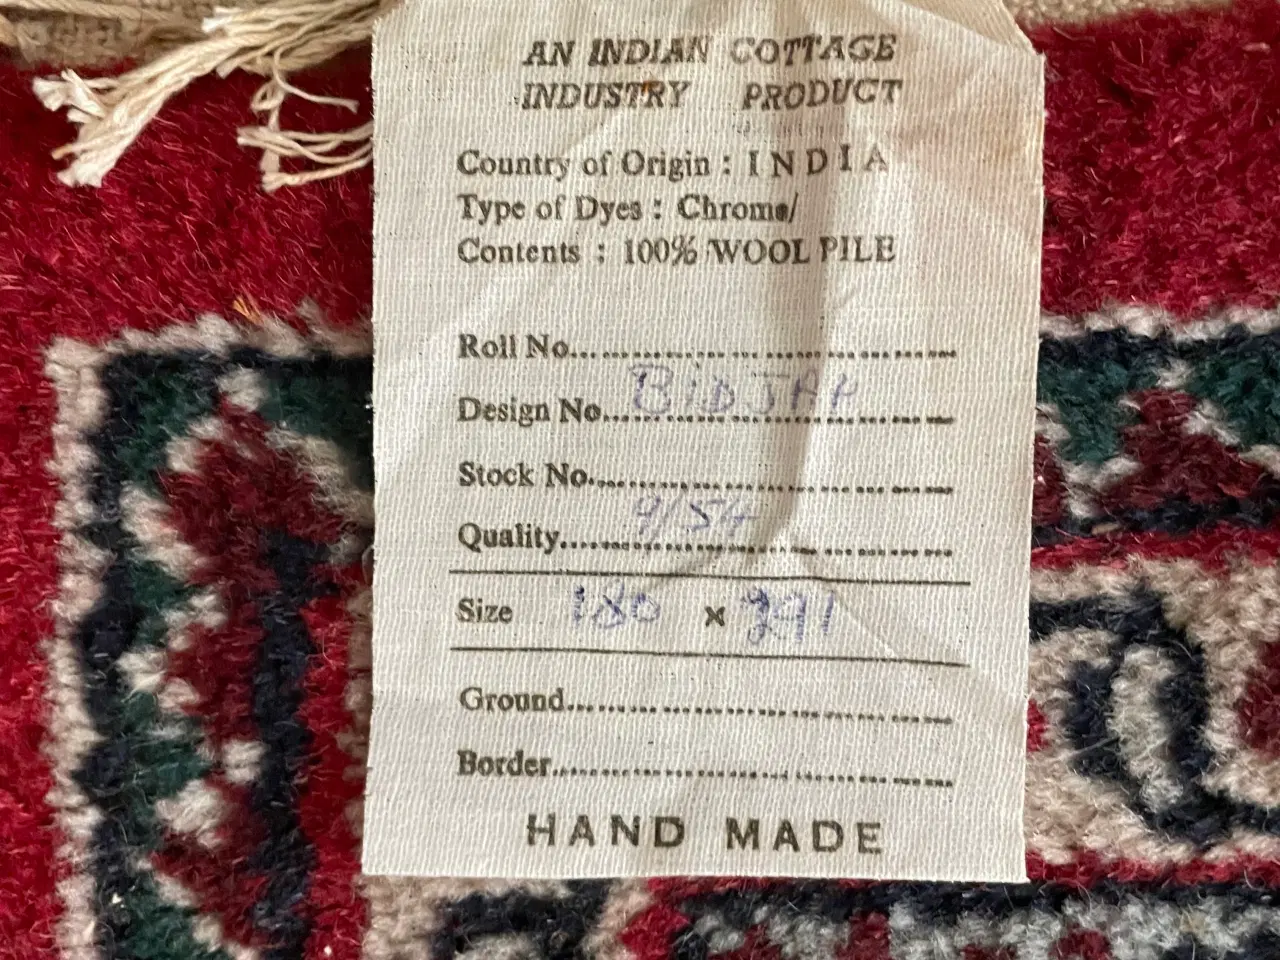 AN INDIAN COTTAGE
INDUSTRY PRODUCT
Country of Origin : INDIA
Type of Dyes : Chrome/
Contents : 100% WOOL PILE
Roll No.
Design No. BIDJAR
Stock No.
Quality 9/54
Size 180 x 291
Ground
Border
HAND MADE